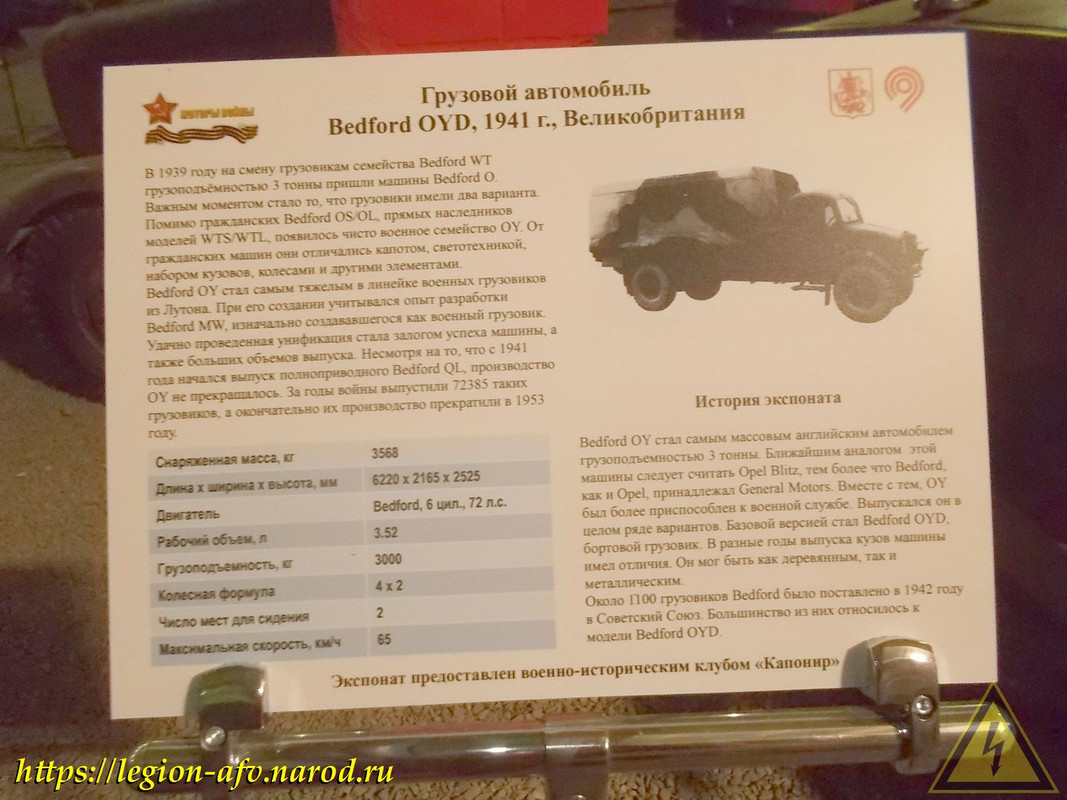 МОТОРЫ ВОЙНЫ
Грузовой автомобиль
Bedford OYD, 1941 г., Великобритания
В 1939 году на смену грузовикам семейства Bedford WT
грузоподъёмностью 3 тонны пришли машины Bedford O.
Важным моментом стало то, что грузовики имели два варианта.
Помимо гражданских Bedford OS/OL, прямых наследников
моделей WTS/WTL, появилось чисто военное семейство OY. От
гражданских машин они отличались капотом, светотехникой,
набором кузовов, колесами и другими элементами.
Bedford OY стал самым тяжелым в линейке военных грузовиков
из Лутона. При его создании учитывался опыт разработки
Bedford MW, изначально создававшегося как военный грузовик.
Удачно проведенная унификация стала залогом успеха машины, а
также больших объемов выпуска. Несмотря на то, что с 1941
года начался выпуск полноприводного Bedford QL, производство
OY не прекращалось. За годы войны выпустили 72385 таких
грузовиков, а окончательно их производство прекратили в 1953
году.
Снаряженная масса, кг 3568
Длина х ширина х высота, мм 6220 x 2165 x 2525
Двигатель Bedford, 6 цил., 72 л.с.
Рабочий объем, л 3.52
Грузоподъемность, кг 3000
Колесная формула 4 x 2
Число мест для сидения 2
Максимальная скорость, км/ч 65
История экспоната
Bedford OY стал самым массовым английским автомобилем
грузоподъемностью 3 тонны. Ближайшим аналогом этой
машины следует считать Opel Blitz, тем более что Bedford,
как и Opel, принадлежал General Motors. Вместе с тем, OY
был более приспособлен к военной службе. Выпускался он в
целом ряде вариантов. Базовой версией стал Bedford OYD,
бортовой грузовик. В разные годы выпуска кузов машины
имел отличия. Он мог быть как деревянным, так и
металлическим.
Около 1100 грузовиков Bedford было поставлено в 1942 году
в Советский Союз. Большинство из них относилось к
модели Bedford OYD.
Экспонат предоставлен военно-историческим клубом «Капонир»
https://legion-afv.narod.ru